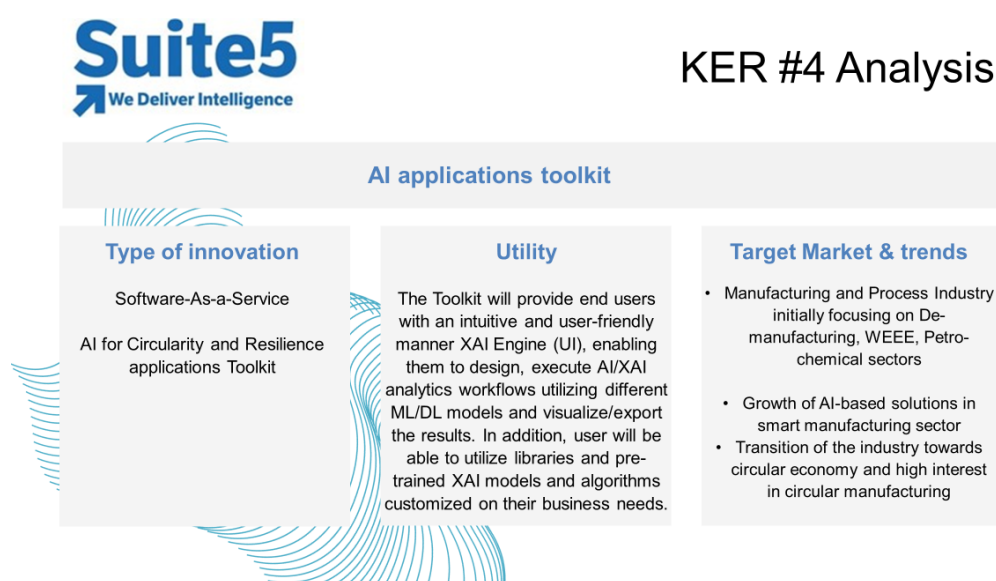 Suite5
We Deliver Intelligence
KER #4 Analysis
AI applications toolkit
Type of innovation
Software-As-a-Service
AI for Circularity and Resilience
applications Toolkit
Utility
The Toolkit will provide end users
with an intuitive and user-friendly
manner XAI Engine (UI), enabling
them to design, execute AI/XAI
analytics workflows utilizing different
ML/DL models and visualize/export
the results. In addition, user will be
able to utilize libraries and pre-
trained XAI models and algorithms
customized on their business needs.
Target Market & trends
• Manufacturing and Process Industry
initially focusing on De-
manufacturing, WEEE, Petro-
chemical sectors
• Growth of AI-based solutions in
smart manufacturing sector
• Transition of the industry towards
circular economy and high interest
in circular manufacturing